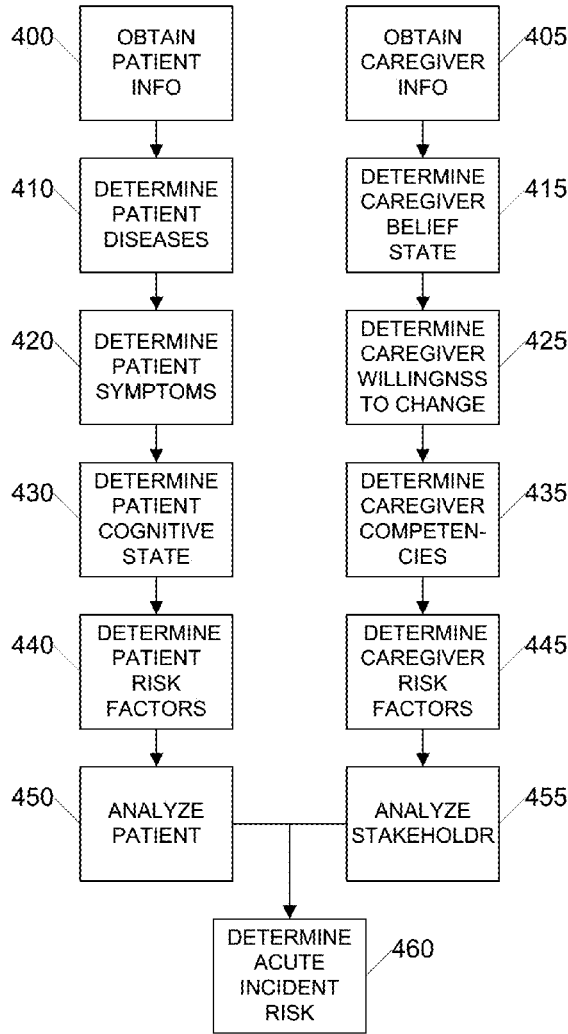 400
OBTAIN
PATIENT
INFO
OBTAIN
CAREGIVER
INFO
405
410
DETERMINE
PATIENT
DISEASES
DETERMINE
CAREGIVER
BELIEF
STATE
415
420
DETERMINE
PATIENT
SYMPTOMS
DETERMINE
CAREGIVER
WILLINGNSS
TO CHANGE
425
430
DETERMINE
PATIENT
COGNITIVE
STATE
DETERMINE
CAREGIVER
COMPETEN-
CIES
435
440
DETERMINE
PATIENT
RISK
FACTORS
DETERMINE
CAREGIVER
RISK
FACTORS
445
450
ANALYZE
PATIENT
ANALYZE
STAKEHOLDR
455
DETERMINE
ACUTE
INCIDENT
RISK
460